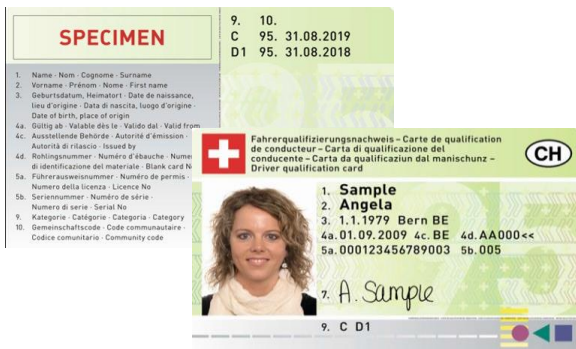 SPECIMEN
9. 10.
C 95. 31.08.2019
D1 95. 31.08.2018
1. Name · Nom · Cognome · Surname
2. Vorname · Prénom · Nome · First name
3. Geburtsdatum, Heimatort · Date de naissance,
lieu d'origine · Data di nascita, luogo d'origine ·
Date of birth, place of origin
4a. Gültig ab · Valable dès le · Valido dal · Valid from
4c. Ausstellende Behörde · Autorité d'émission ·
Autorità di rilascio · Issued by
4d. Rohlingsnummer · Numéro d'ébauche ·
di identificazione del materiale · Blank card
5a. Führerausweisnummer · Numéro de permis ·
Numero della licenza · Licence No
5b. Seriennummer · Numéro de série ·
Numero di serie · Serial No
9. Kategorie · Catégorie · Categoria · Category
10. Gemeinschaftscode · Code communautaire ·
Codice comunitario · Community code
Fahrerqualifizierungsnachweis – Carte de qualification
de conducteur – Carta di qualificazione del
conducente – Carta da qualificaziun dal manischunz –
Driver qualification card
CH
1. Sample
2. Angela
3. 1.1.1979 Bern BE
4a. 01.09.2009 4c. BE 4d. AA000<<
5a. 000123456789003 5b. 005
7. A. Sample
9. C D1